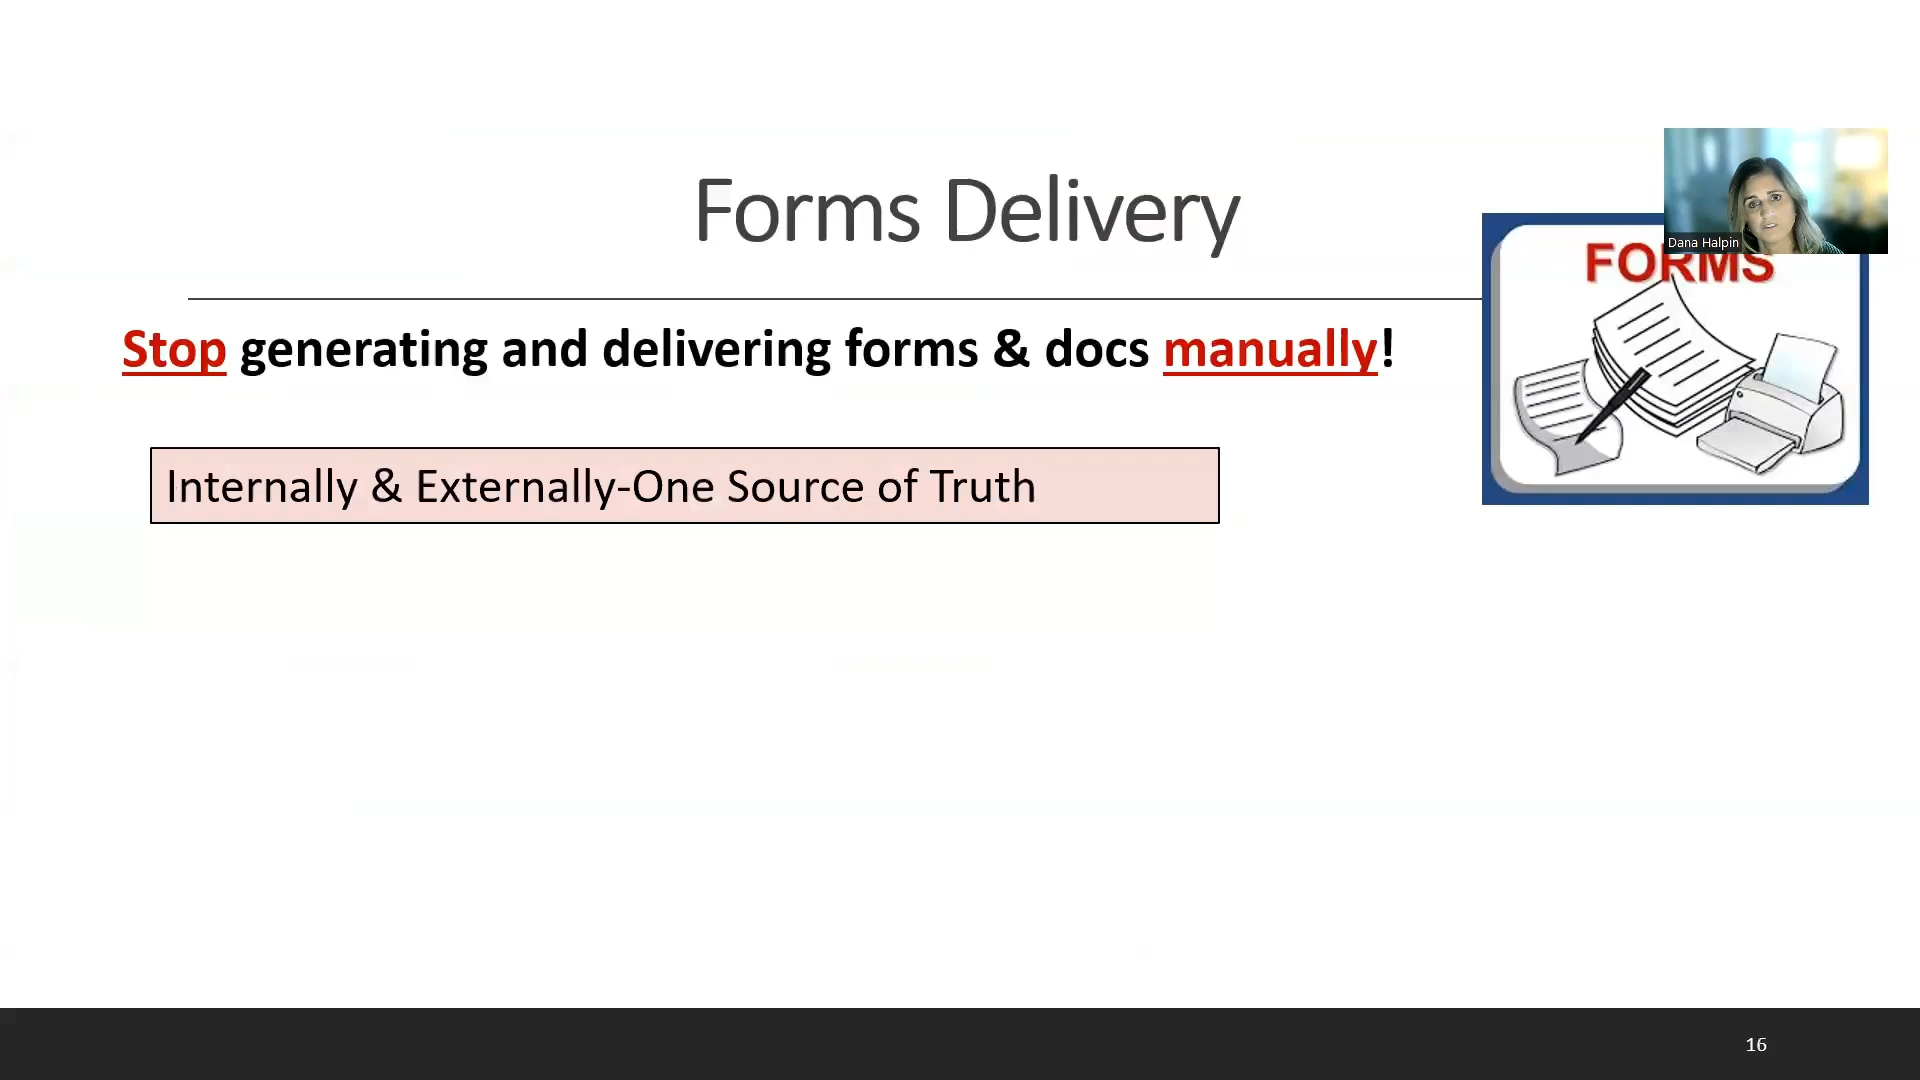 Forms Delivery
Dana Halpin
FORMS
Stop generating and delivering forms & docs manually!
Internally & Externally-One Source of Truth
16